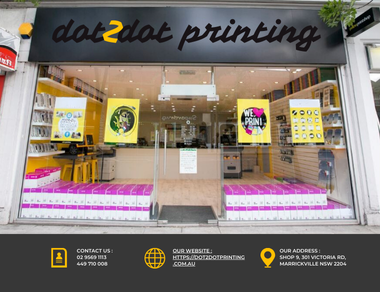 dot2dot printing
WE
PRINT
CONTACT US :
02 9569 1113
449 710 008
OUR WEBSITE :
HTTPS://DOT2DOTPRINTING
.COM.AU
OUR ADDRESS :
SHOP 9, 301 VICTORIA RD,
MARRICKVILLE NSW 2204